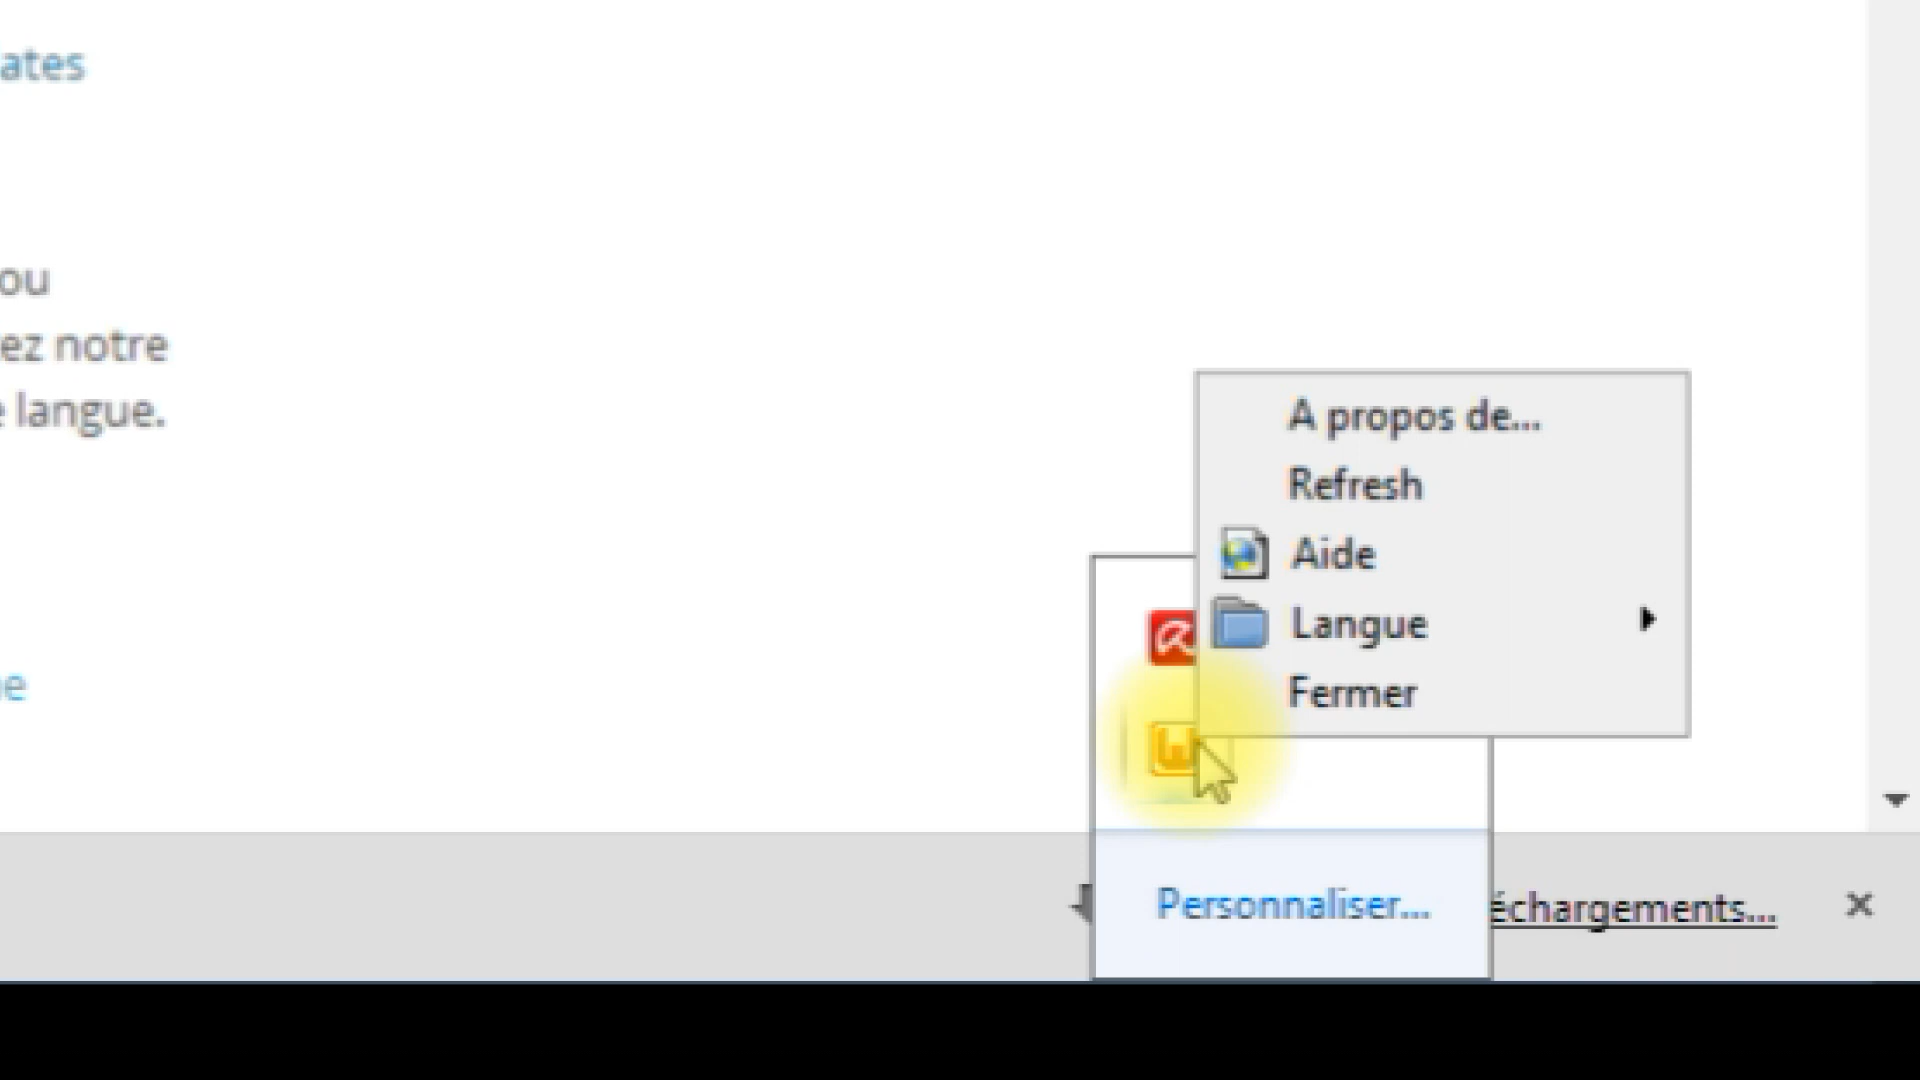 ates
ou
ez notre
e langue.
A propos de...
Refresh
Aide
Langue
Fermer
e
Personnaliser...
échargements...